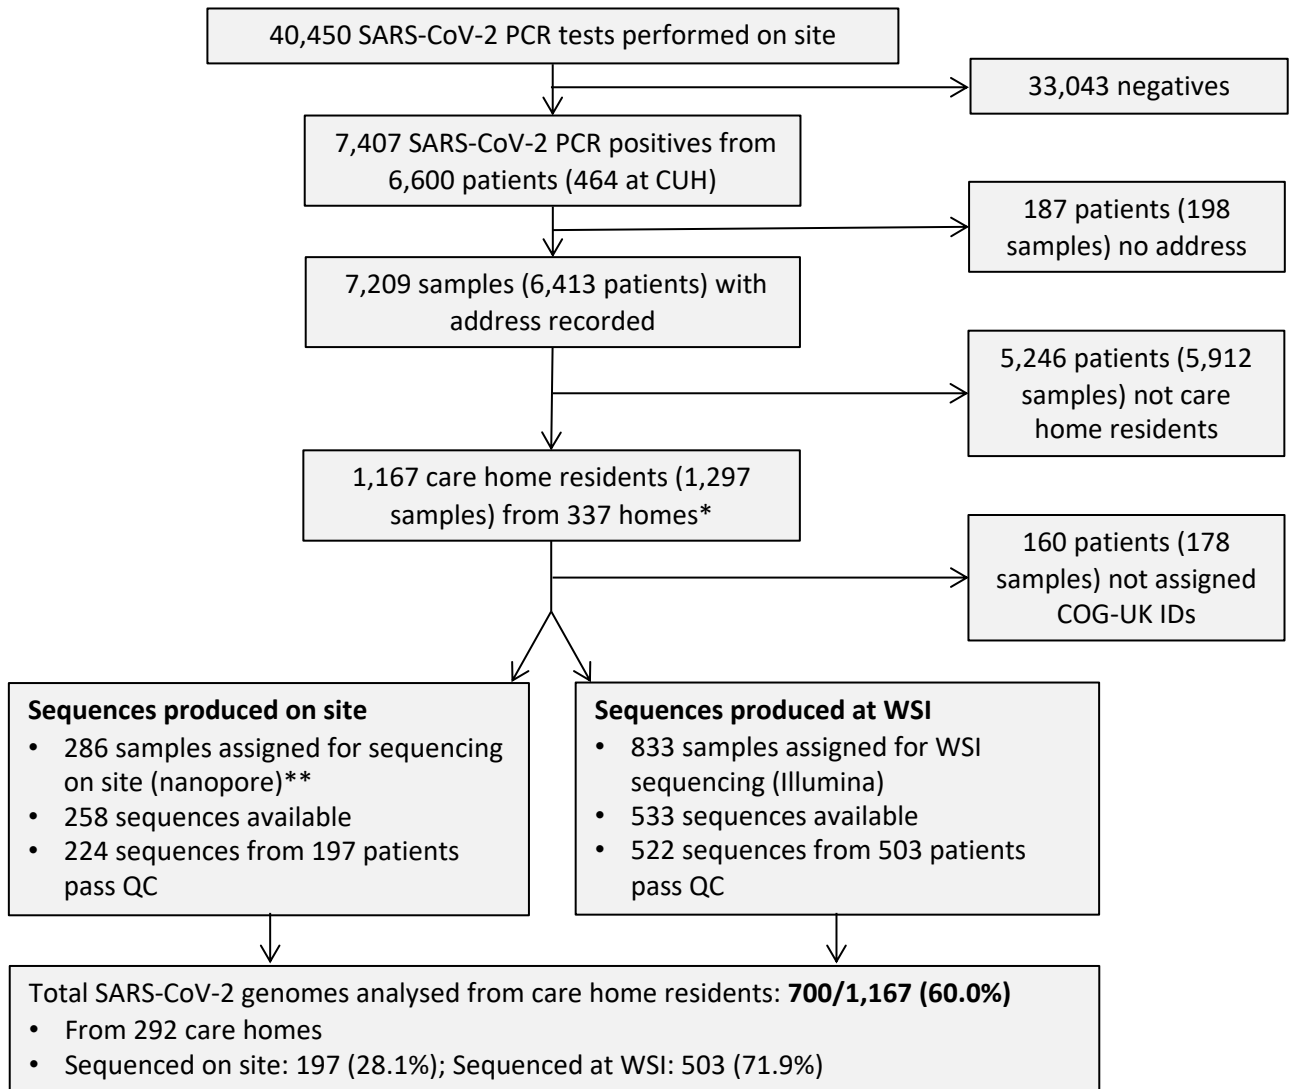 40,450 SARS-CoV-2 PCR tests performed on site
33,043 negatives
7,407 SARS-CoV-2 PCR positives from
6,600 patients (464 at CUH)
187 patients (198
samples) no address
7,209 samples (6,413 patients) with
address recorded
5,246 patients (5,912
samples) not care
home residents
1,167 care home residents (1,297
samples) from 337 homes*
160 patients (178
samples) not assigned
COG-UK IDs
Sequences produced on site
• 286 samples assigned for sequencing
on site (nanopore)**
• 258 sequences available
• 224 sequences from 197 patients
pass QC
Sequences produced at WSI
• 833 samples assigned for WSI
sequencing (Illumina)
• 533 sequences available
• 522 sequences from 503 patients
pass QC
Total SARS-CoV-2 genomes analysed from care home residents: 700/1,167 (60.0%)
• From 292 care homes
• Sequenced on site: 197 (28.1%); Sequenced at WSI: 503 (71.9%)